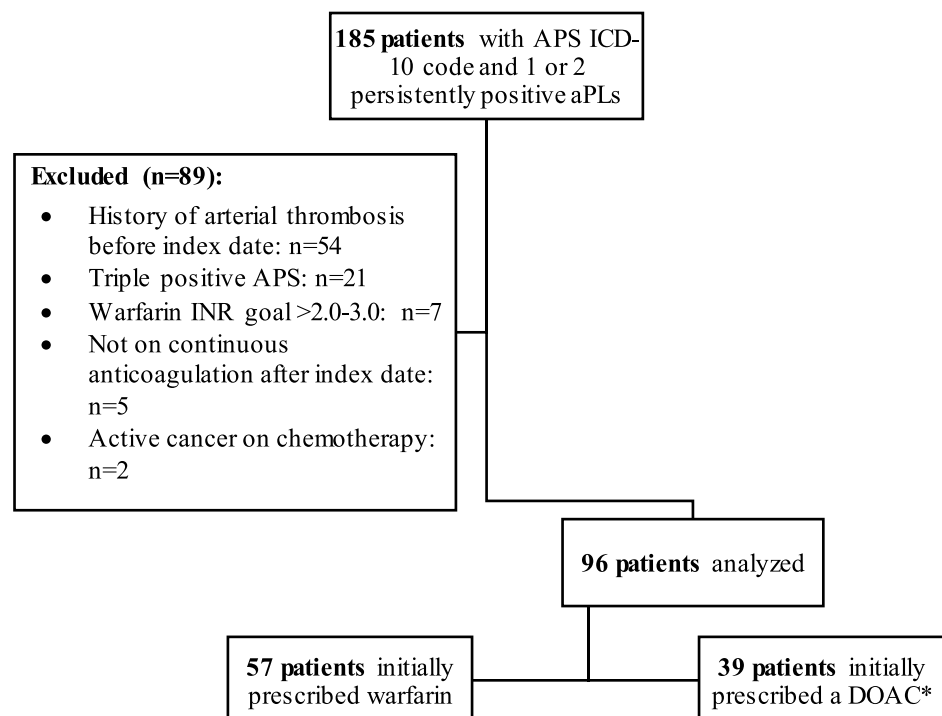 185 patients with APS ICD-
10 code and 1 or 2
persistently positive aPLs
Excluded (n=89):
• History of arterial thrombosis
before index date: n=54
• Triple positive APS: n=21
• Warfarin INR goal >2.0-3.0: n=7
• Not on continuous
anticoagulation after index date:
n=5
• Active cancer on chemotherapy:
n=2
96 patients analyzed
57 patients initially
prescribed warfarin
39 patients initially
prescribed a DOAC*